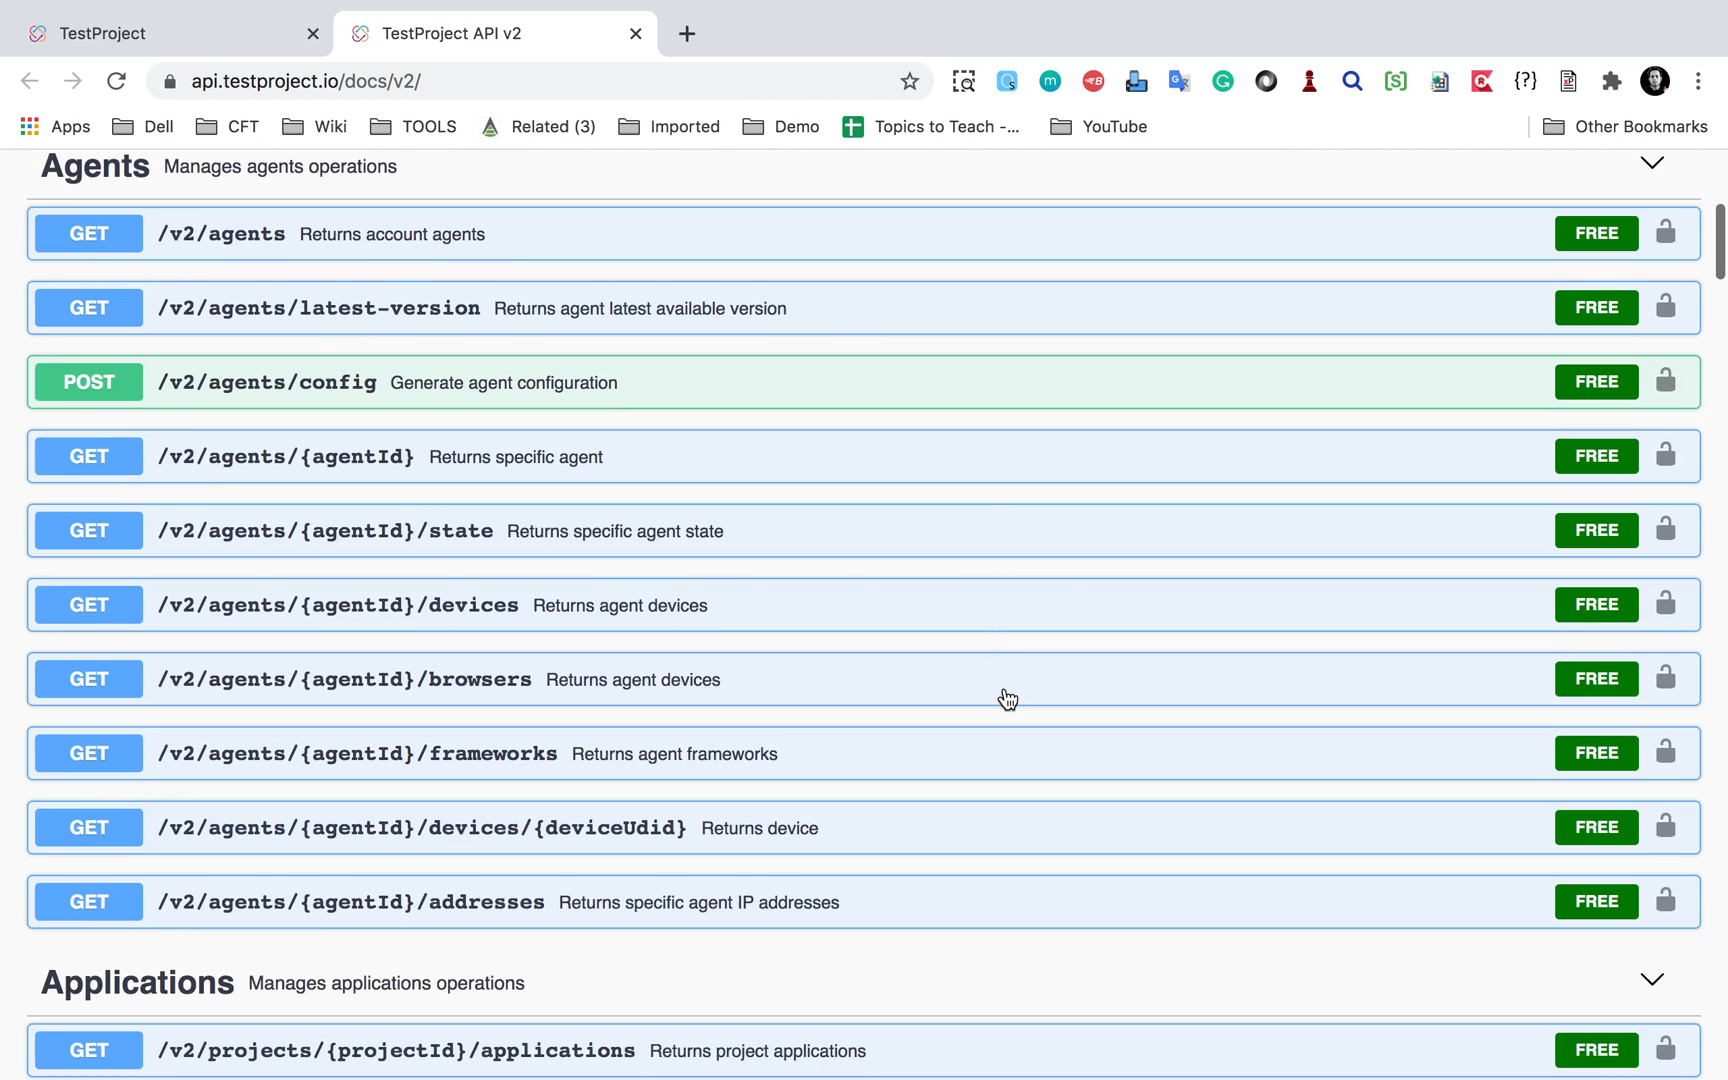 TestProject
TestProject API v2
api.testproject.io/docs/v2/
Apps Dell CFT Wiki TOOLS Related (3) Imported Demo Topics to Teach -... YouTube Other Bookmarks
Agents Manages agents operations
GET /v2/agents Returns account agents FREE
GET /v2/agents/latest-version Returns agent latest available version FREE
POST /v2/agents/config Generate agent configuration FREE
GET /v2/agents/{agentId} Returns specific agent FREE
GET /v2/agents/{agentId}/state Returns specific agent state FREE
GET /v2/agents/{agentId}/devices Returns agent devices FREE
GET /v2/agents/{agentId}/browsers Returns agent devices FREE
GET /v2/agents/{agentId}/frameworks Returns agent frameworks FREE
GET /v2/agents/{agentId}/devices/{deviceUdid} Returns device FREE
GET /v2/agents/{agentId}/addresses Returns specific agent IP addresses FREE
Applications Manages applications operations
GET /v2/projects/{projectId}/applications Returns project applications FREE